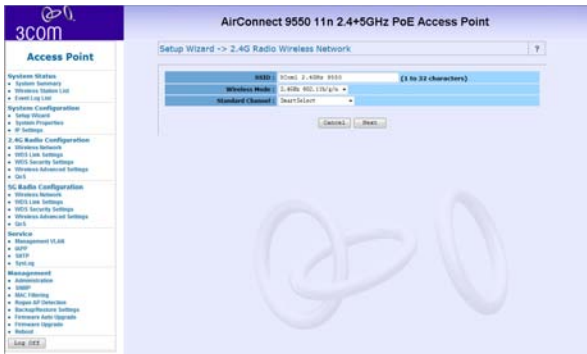 3com
AirConnect 9550 11n 2.4+5GHz PoE Access Point
Access Point
Setup Wizard -> 2.4G Radio Wireless Network
?
SSID :
3Com1 2.4GHz 9550
(1 to 32 characters)
Wireless Mode :
2.4GHz 802.11b/g/n
Standard Channel :
SmartSelect
Cancel
Next
System Status
System Summary
Wireless Station List
Event Log List
System Configuration
Setup Wizard
System Properties
IP Settings
2.4G Radio Configuration
Wireless Network
WDS Link Settings
WDS Security Settings
Wireless Advanced Settings
QoS
5G Radio Configuration
Wireless Network
WDS Link Settings
WDS Security Settings
Wireless Advanced Settings
QoS
Service
Management VLAN
IAPP
SNTP
SysLog
Management
Administration
SNMP
MAC Filtering
Rogue AP Detection
Backup/Restore Settings
Firmware Auto Upgrade
Firmware Upgrade
Reboot
Log Off